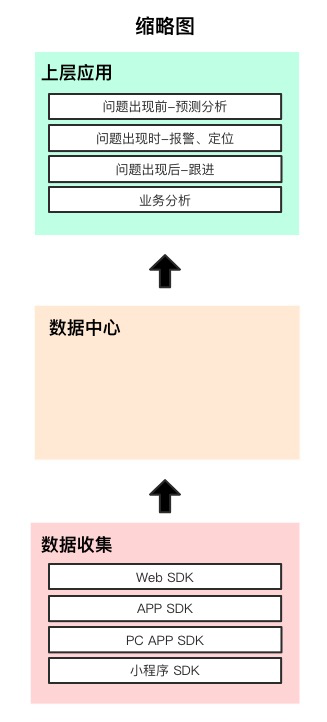 缩略图
上层应用
问题出现前-预测分析
问题出现时-报警、定位
问题出现后-跟进
业务分析
数据中心
数据收集
Web SDK
APP SDK
PC APP SDK
小程序 SDK